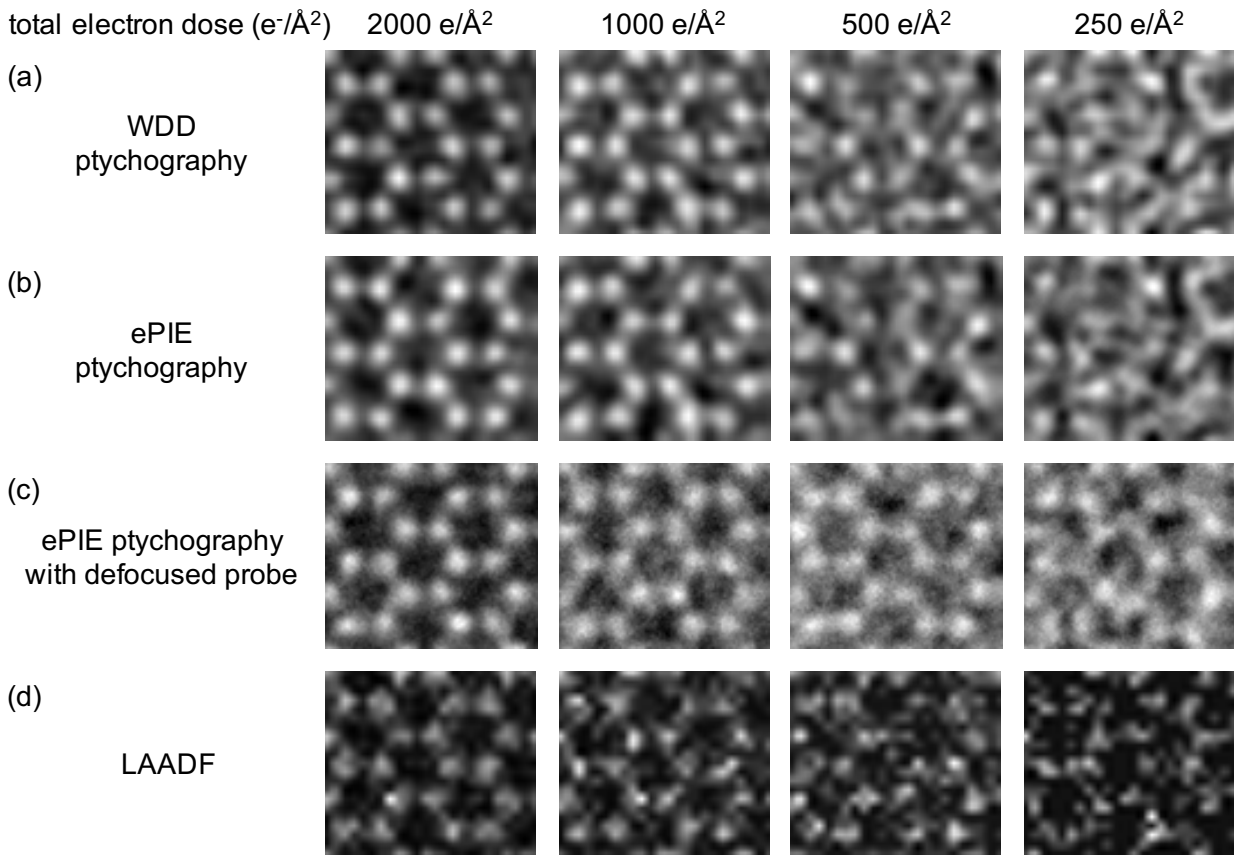 total electron dose (e⁻/Å²) 2000 e/Å² 1000 e/Å² 500 e/Å² 250 e/Å²
(a)
WDD
ptychography
(b)
ePIE
ptychography
(c)
ePIE ptychography
with defocused probe
(d)
LAADF